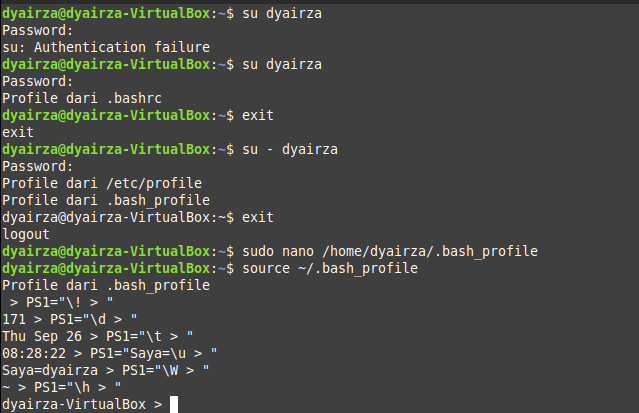 dyairza@dyairza-VirtualBox:~$ su dyairza
Password:
su: Authentication failure
dyairza@dyairza-VirtualBox:~$ su dyairza
Password:
Profile dari .bashrc
dyairza@dyairza-VirtualBox:~$ exit
exit
dyairza@dyairza-VirtualBox:~$ su - dyairza
Password:
Profile dari /etc/profile
Profile dari .bash_profile
dyairza@dyairza-VirtualBox:~$ exit
logout
dyairza@dyairza-VirtualBox:~$ sudo nano /home/dyairza/.bash_profile
dyairza@dyairza-VirtualBox:~$ source ~/.bash_profile
Profile dari .bash_profile
 > PS1="\! > "
171 > PS1="\d > "
Thu Sep 26 > PS1="\t > "
08:28:22 > PS1="Saya=\u > "
Saya=dyairza > PS1="\W > "
~ > PS1="\h > "
dyairza-VirtualBox >